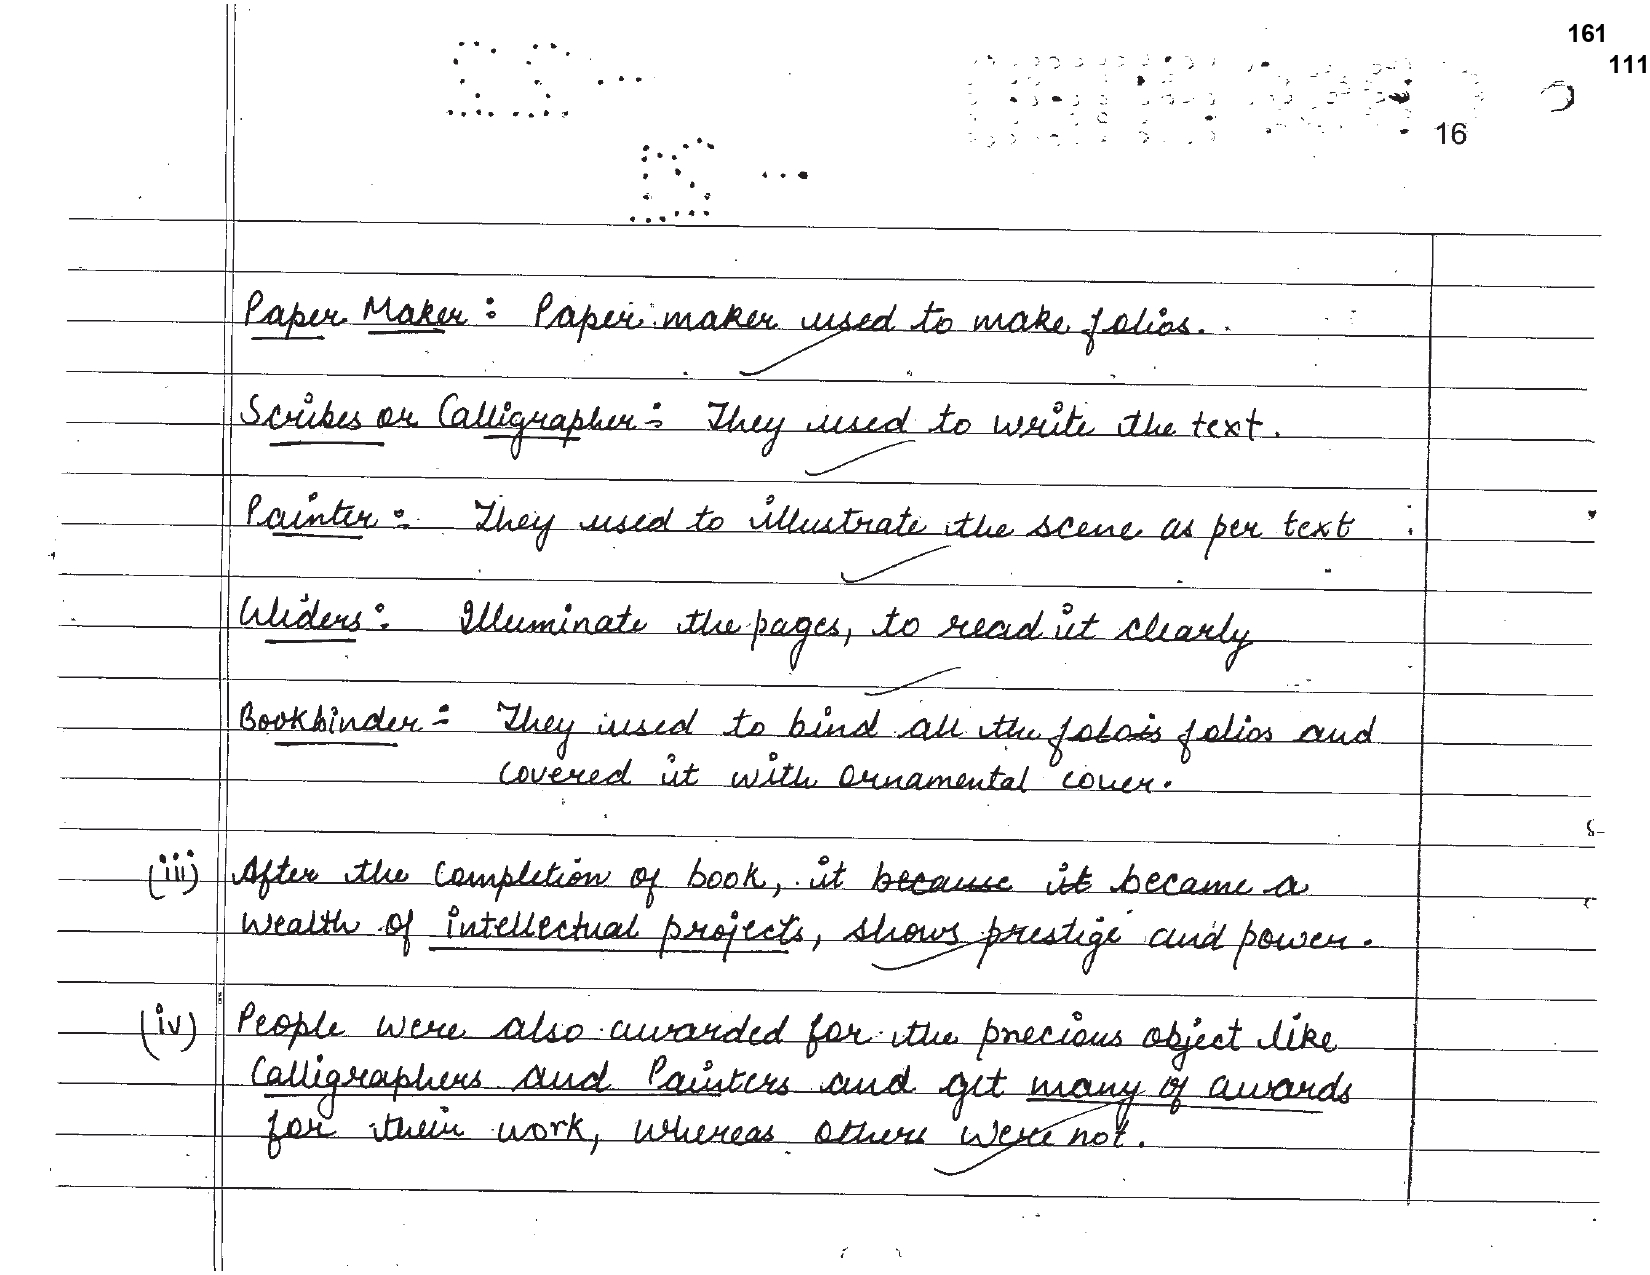 161
111
16
Paper Maker : Paper maker used to make folios.
Scribes or Calligrapher :- They used to write the text.
Painter :- They used to illustrate the scene as per text
Gliders : Illuminate the pages, to read it clearly
Bookbinder :- They used to bind all the folois folios and
covered it with ornamental cover.
(iii) After the completion of book, it because it became a
wealth of intellectual projects, shows prestige and power.
(iv) People were also awarded for the precious object like
Calligraphers and Painters and get many of awards
for their work, whereas others were not.